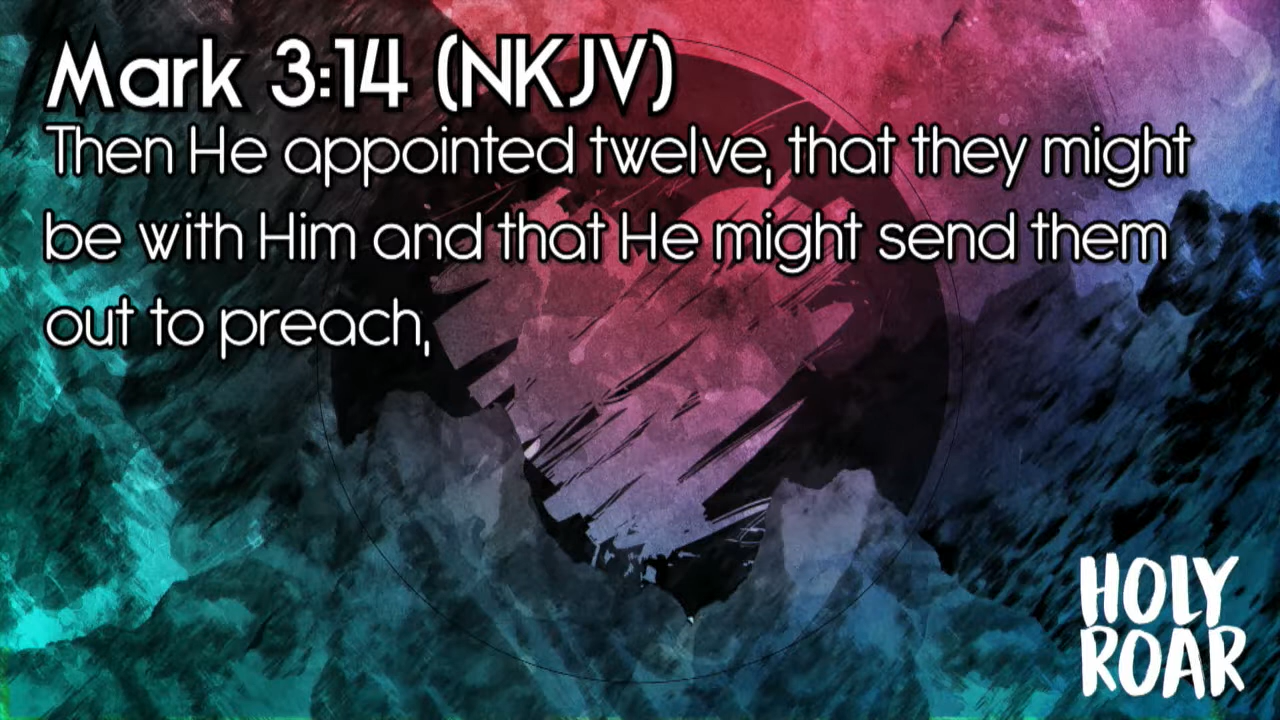 Mark 3:14 (NKJV)
Then He appointed twelve, that they might
be with Him and that He might send them
out to preach,
HOLY
ROAR